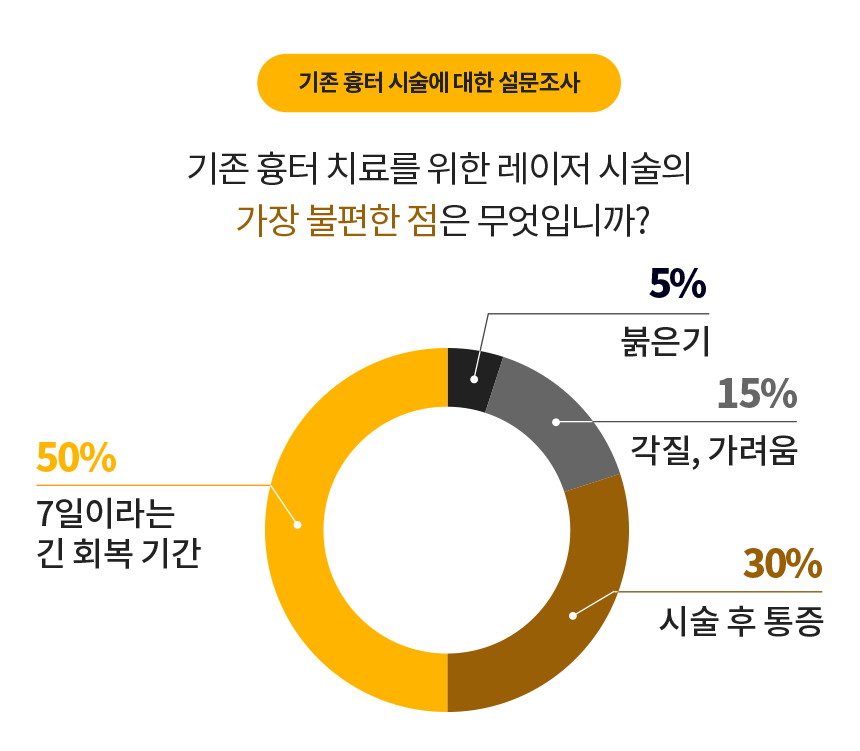 기존 흉터 시술에 대한 설문조사
기존 흉터 치료를 위한 레이저 시술의
가장 불편한 점은 무엇입니까?
5%
붉은기
15%
각질, 가려움
50%
7일이라는
긴 회복 기간
30%
시술 후 통증